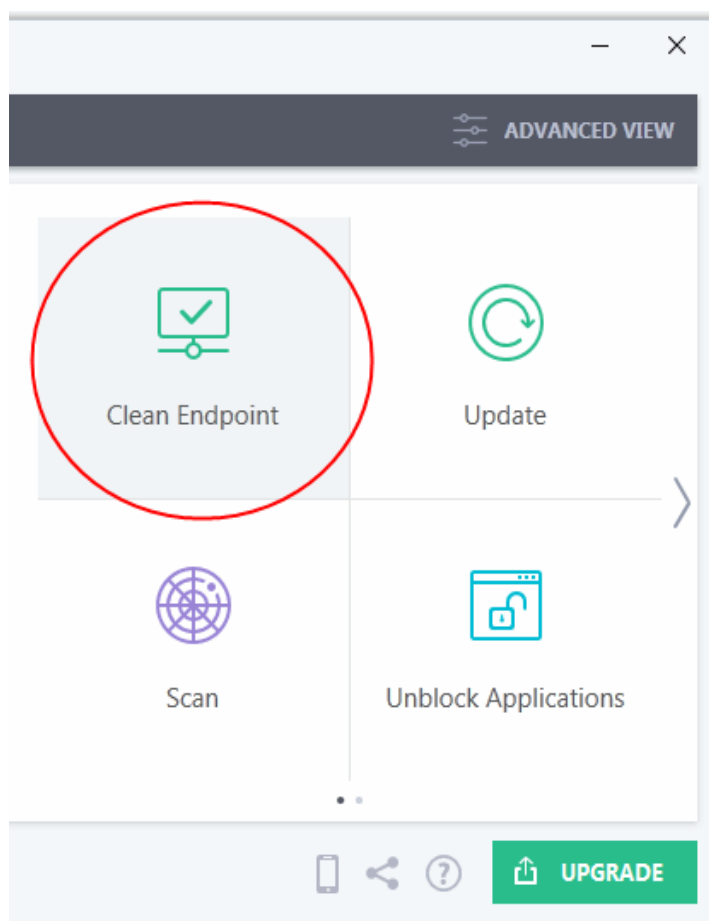 ADVANCED VIEW
Clean Endpoint
Update
Scan
Unblock Applications
UPGRADE